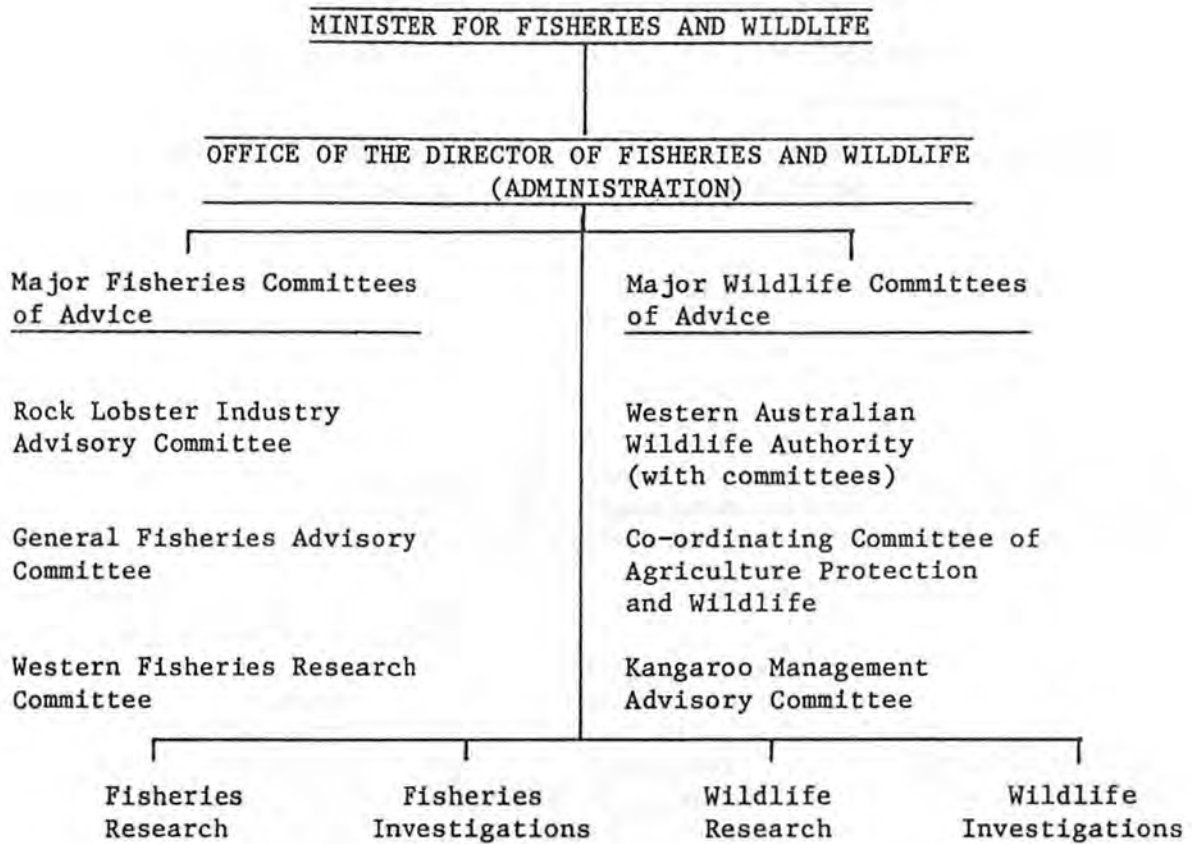 MINISTER FOR FISHERIES AND WILDLIFE
OFFICE OF THE DIRECTOR OF FISHERIES AND WILDLIFE
(ADMINISTRATION)
Major Fisheries Committees
of Advice
Rock Lobster Industry
Advisory Committee
General Fisheries Advisory
Committee
Western Fisheries Research
Committee
Major Wildlife Committees
of Advice
Western Australian
Wildlife Authority
(with committees)
Co-ordinating Committee of
Agriculture Protection
and Wildlife
Kangaroo Management
Advisory Committee
Fisheries
Research
Fisheries
Investigations
Wildlife
Research
Wildlife
Investigations